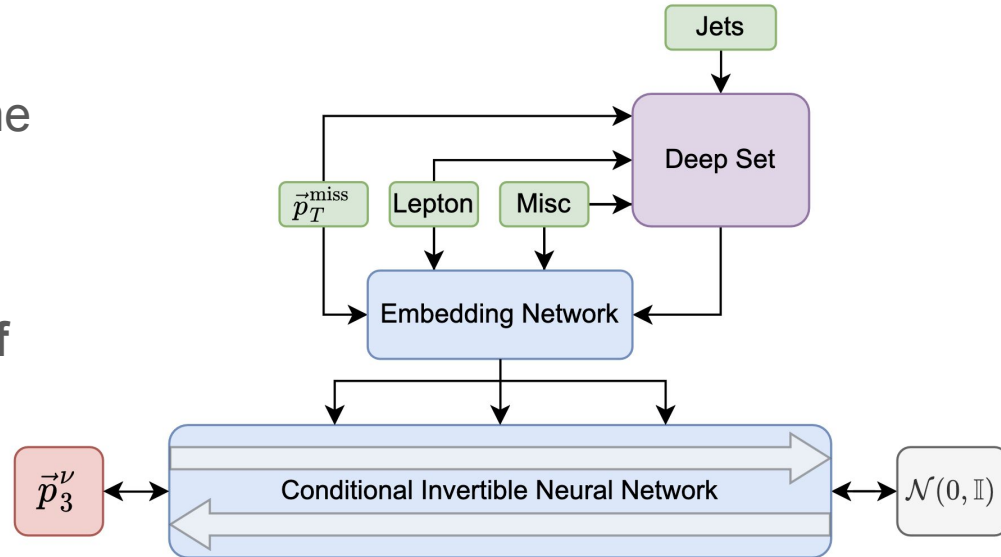 Jets
ne
Deep Set
$\vec{p}_T^{\text{miss}}$ Lepton Misc
Embedding Network
f
$\vec{p}_3^{\nu}$ Conditional Invertible Neural Network $\mathcal{N}(0, \mathbb{I})$